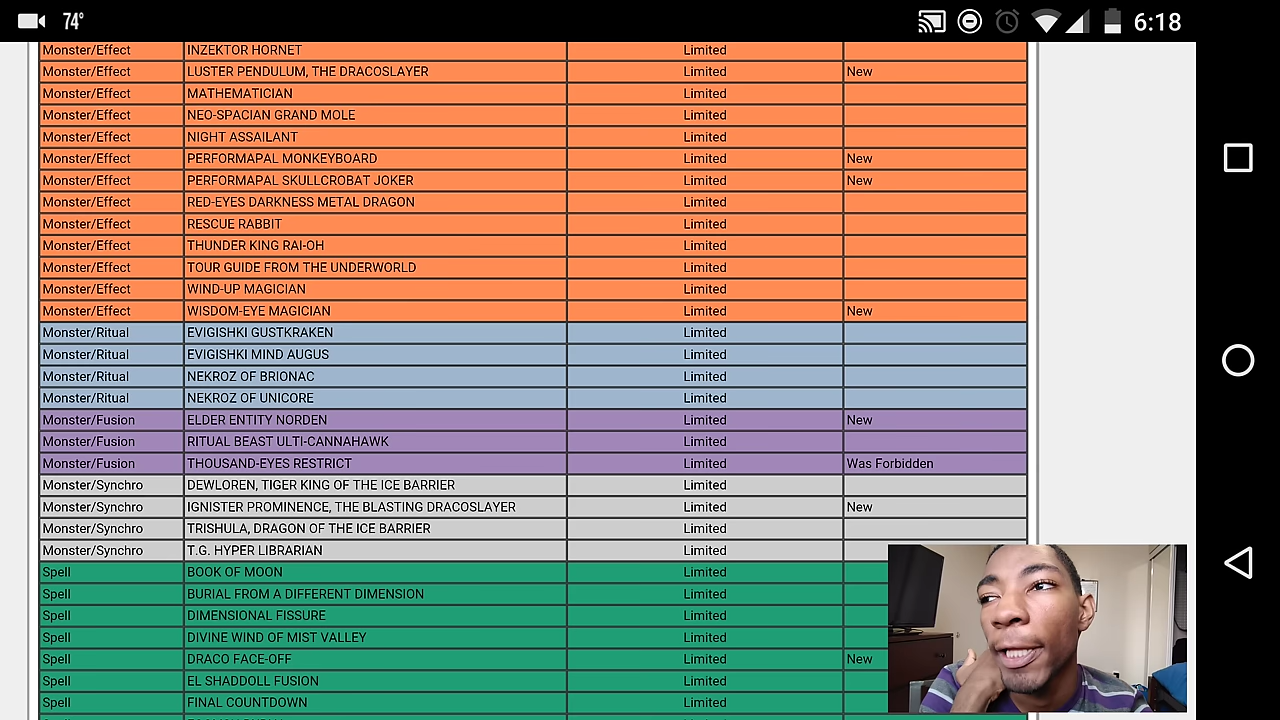 74° 6:18
Monster/Effect INZEKTOR HORNET Limited
Monster/Effect LUSTER PENDULUM, THE DRACOSLAYER Limited New
Monster/Effect MATHEMATICIAN Limited
Monster/Effect NEO-SPACIAN GRAND MOLE Limited
Monster/Effect NIGHT ASSAILANT Limited
Monster/Effect PERFORMAPAL MONKEYBOARD Limited New
Monster/Effect PERFORMAPAL SKULLCROBAT JOKER Limited New
Monster/Effect RED-EYES DARKNESS METAL DRAGON Limited
Monster/Effect RESCUE RABBIT Limited
Monster/Effect THUNDER KING RAI-OH Limited
Monster/Effect TOUR GUIDE FROM THE UNDERWORLD Limited
Monster/Effect WIND-UP MAGICIAN Limited
Monster/Effect WISDOM-EYE MAGICIAN Limited New
Monster/Ritual EVIGISHKI GUSTKRAKEN Limited
Monster/Ritual EVIGISHKI MIND AUGUS Limited
Monster/Ritual NEKROZ OF BRIONAC Limited
Monster/Ritual NEKROZ OF UNICORE Limited
Monster/Fusion ELDER ENTITY NORDEN Limited New
Monster/Fusion RITUAL BEAST ULTI-CANNAHAWK Limited
Monster/Fusion THOUSAND-EYES RESTRICT Limited Was Forbidden
Monster/Synchro DEWLOREN, TIGER KING OF THE ICE BARRIER Limited
Monster/Synchro IGNISTER PROMINENCE, THE BLASTING DRACOSLAYER Limited New
Monster/Synchro TRISHULA, DRAGON OF THE ICE BARRIER Limited
Monster/Synchro T.G. HYPER LIBRARIAN Limited
Spell BOOK OF MOON Limited
Spell BURIAL FROM A DIFFERENT DIMENSION Limited
Spell DIMENSIONAL FISSURE Limited
Spell DIVINE WIND OF MIST VALLEY Limited
Spell DRACO FACE-OFF Limited New
Spell EL SHADDOLL FUSION Limited
Spell FINAL COUNTDOWN Limited